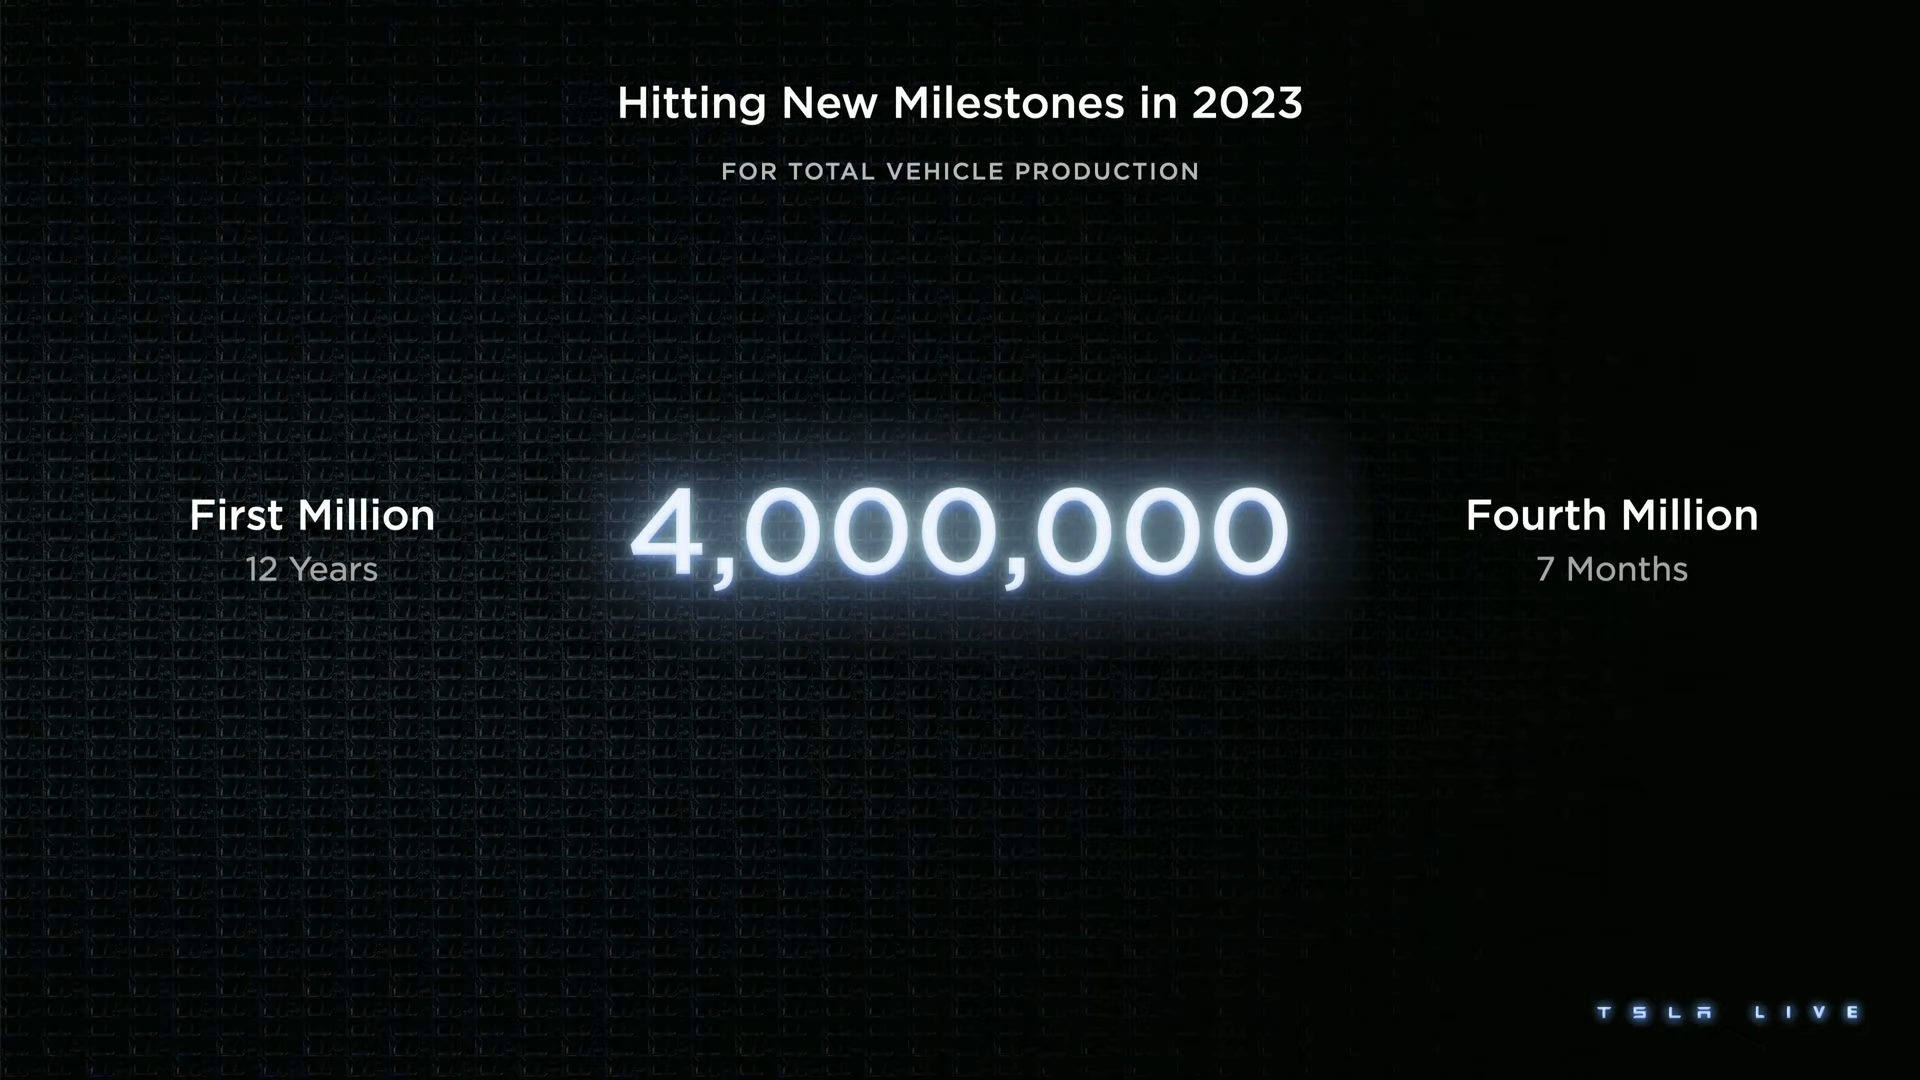 Hitting New Milestones in 2023
FOR TOTAL VEHICLE PRODUCTION
First Million
12 Years
4,000,000
Fourth Million
7 Months
TSLA LIVE